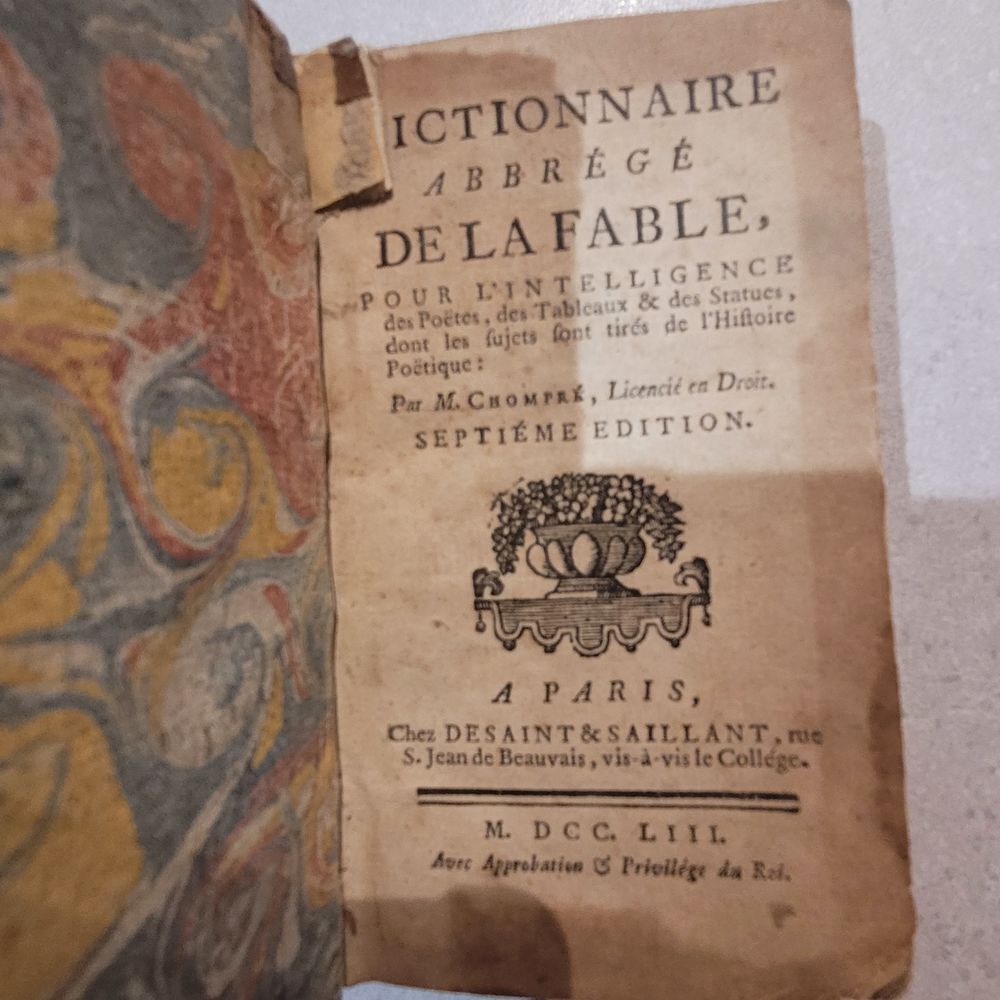 ICTIONNAIRE
ABBRÉGÉ
DE LA FABLE,
POUR L'INTELLIGENCE
des Poëtes, des Tableaux & des Statues,
dont les ſujets ſont tirés de l'Hiſtoire
Poëtique:
Par M. CHOMPRÉ, Licencié en Droit.
SEPTIÉME EDITION.
A PARIS,
Chez DESAINT & SAILLANT, rue
S. Jean de Beauvais, vis-à-vis le Collége.
M. DCC. LIII.
Avec Approbation & Privilége du Roi.